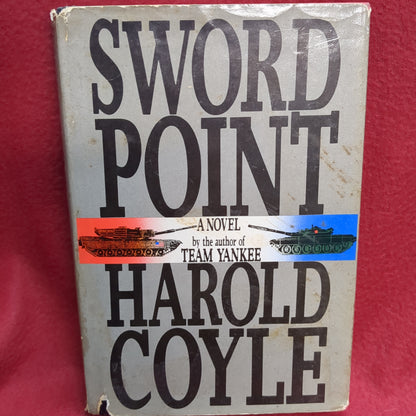 SWORD
POINT
A NOVEL
by the author of
TEAM YANKEE
HAROLD
COYLE